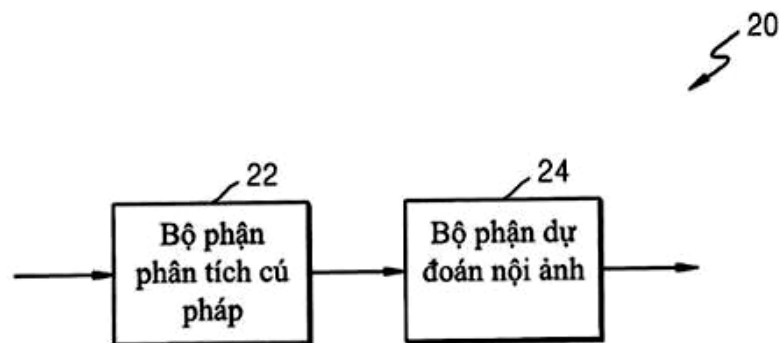 20
22
24
Bộ phận
phân tích cú
pháp
Bộ phận dự
đoán nội ảnh